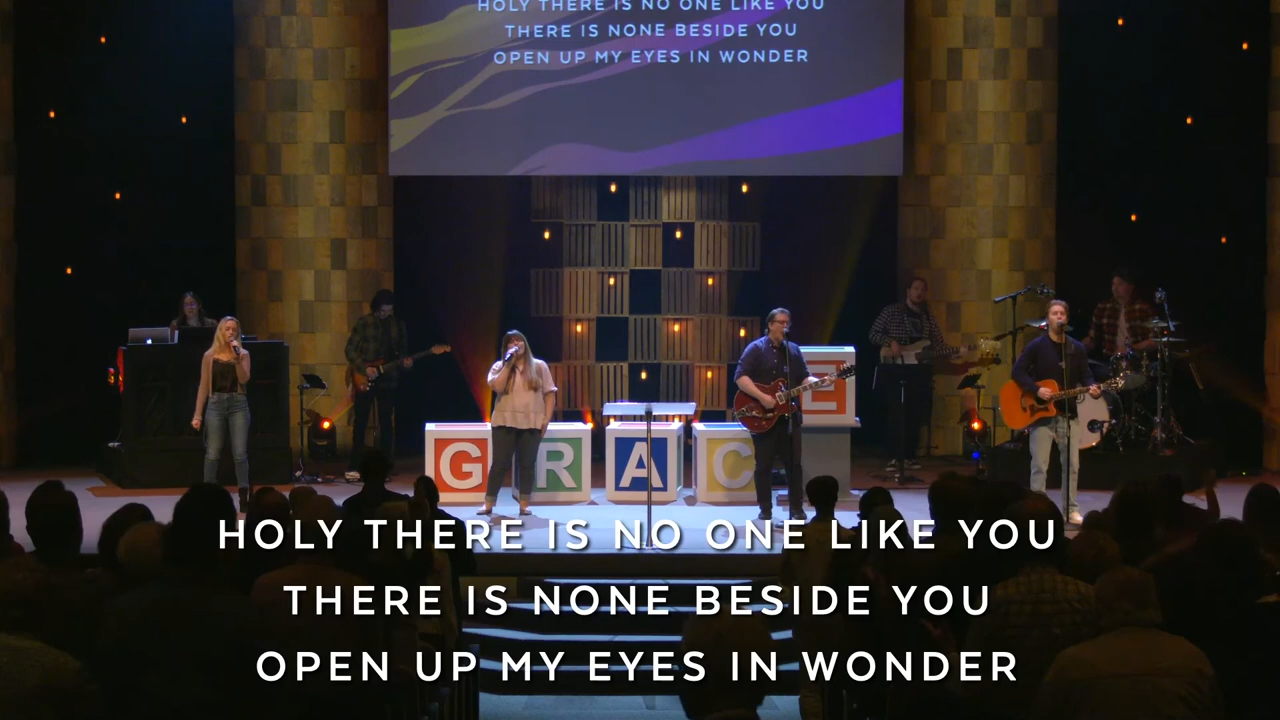 HOLY THERE IS NO ONE LIKE YOU
THERE IS NONE BESIDE YOU
OPEN UP MY EYES IN WONDER
E
G R A C
HOLY THERE IS NO ONE LIKE YOU
THERE IS NONE BESIDE YOU
OPEN UP MY EYES IN WONDER